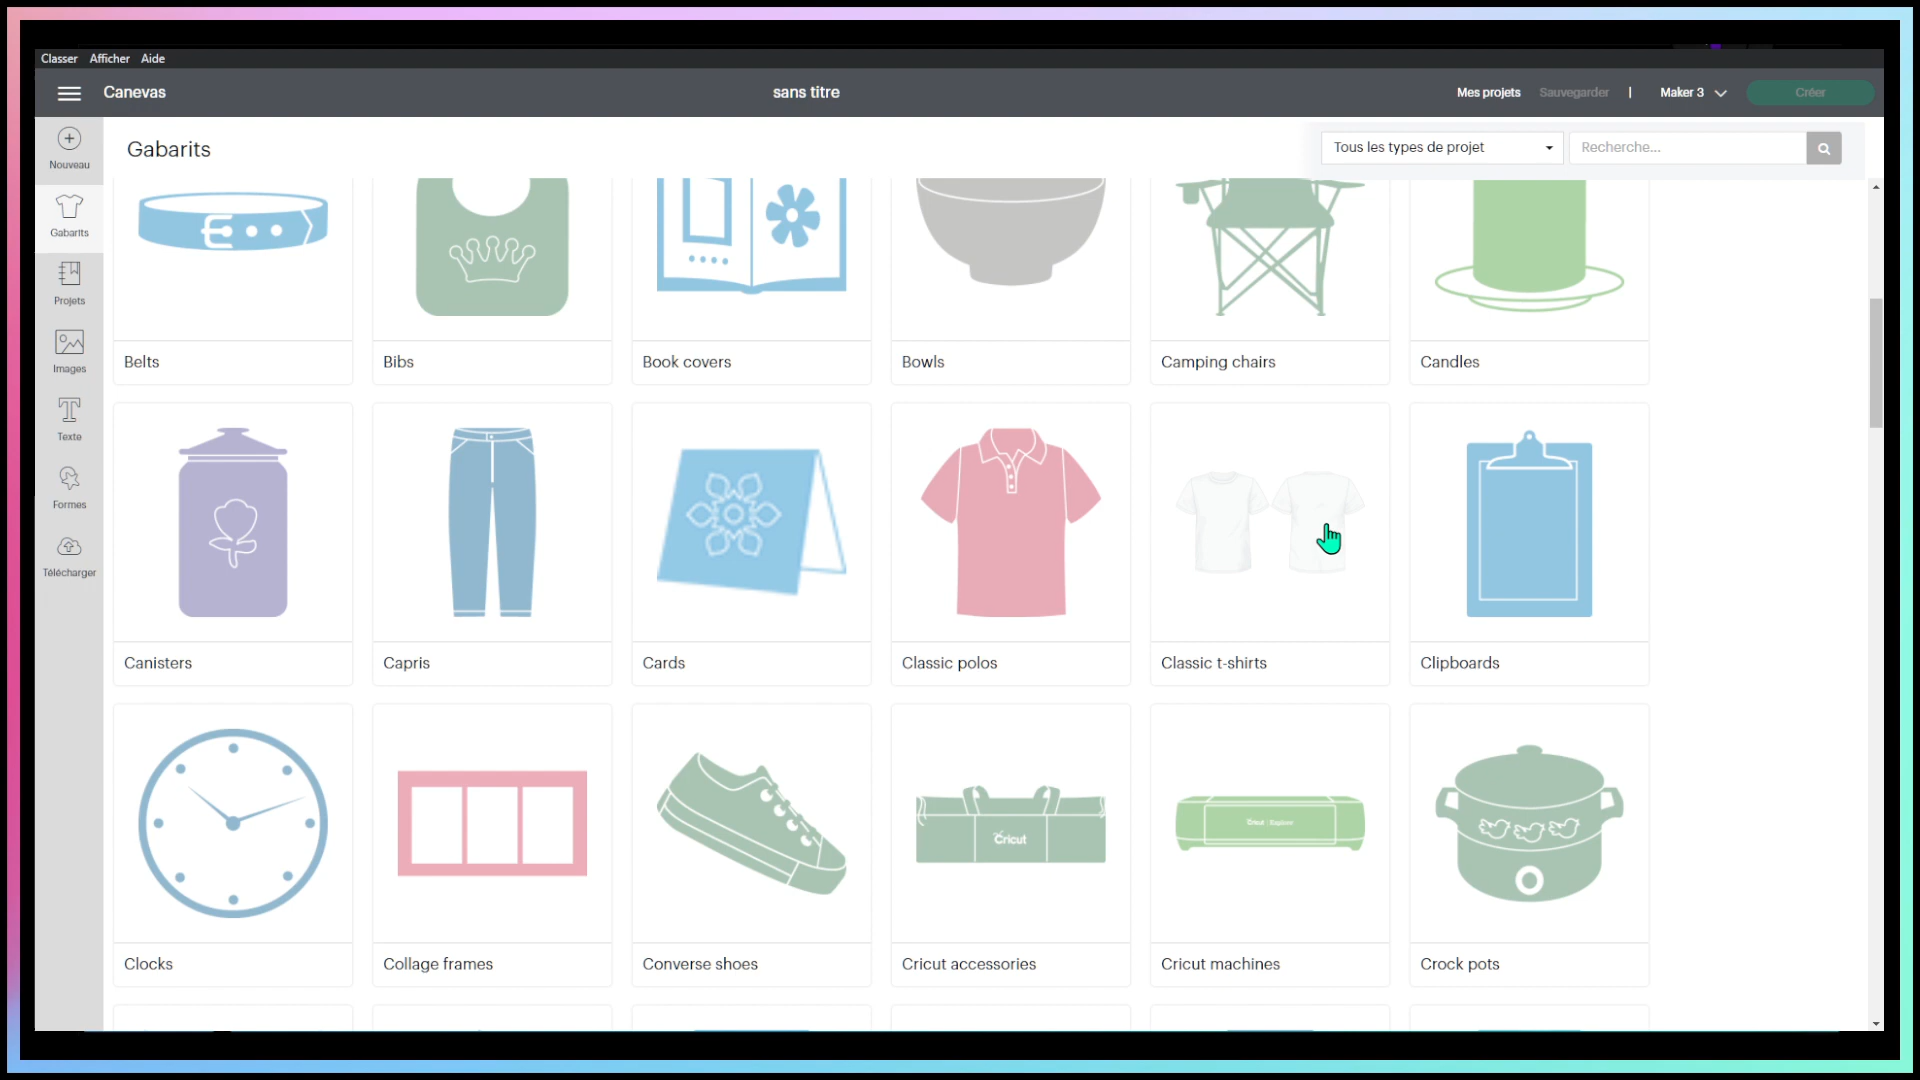 Classer Afficher Aide
Canevas sans titre Mes projets Sauvegarder | Maker 3 Créer
Nouveau
Gabarits
Projets
Images
Texte
Formes
Télécharger
Gabarits Tous les types de projet Recherche...
Belts Bibs Book covers Bowls Camping chairs Candles
Canisters Capris Cards Classic polos Classic t-shirts Clipboards
Cricut
Cricut | Explore
Clocks Collage frames Converse shoes Cricut accessories Cricut machines Crock pots